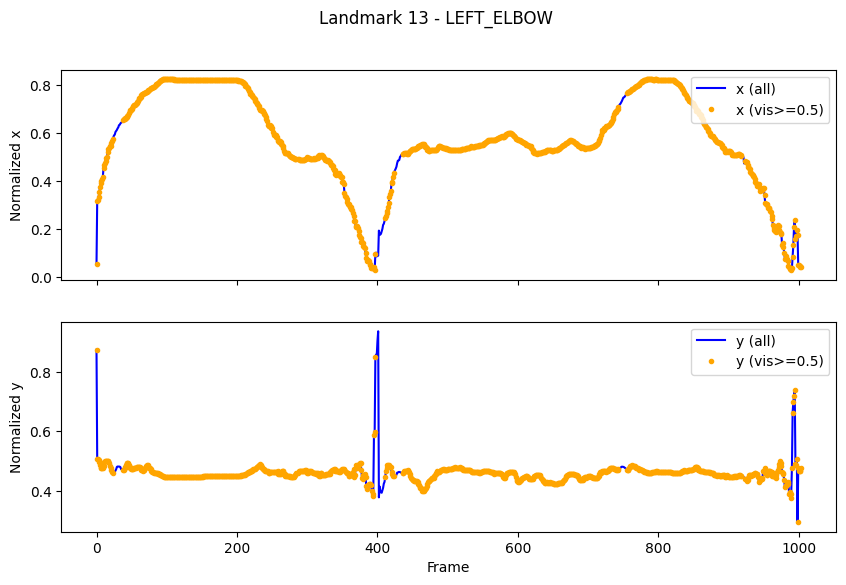 Landmark 13 - LEFT_ELBOW
0.8
0.6
0.4
0.2
0.0
Normalized x
x (all)
x (vis>=0.5)
0.8
0.6
0.4
Normalized y
y (all)
y (vis>=0.5)
0
200
400
600
800
1000
Frame